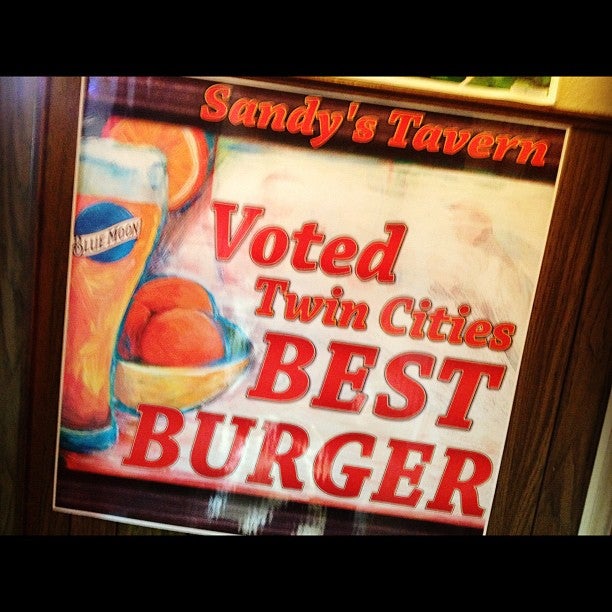 Sandy's Tavern
BLUE MOON
Voted
Twin Cities
BEST
BURGER